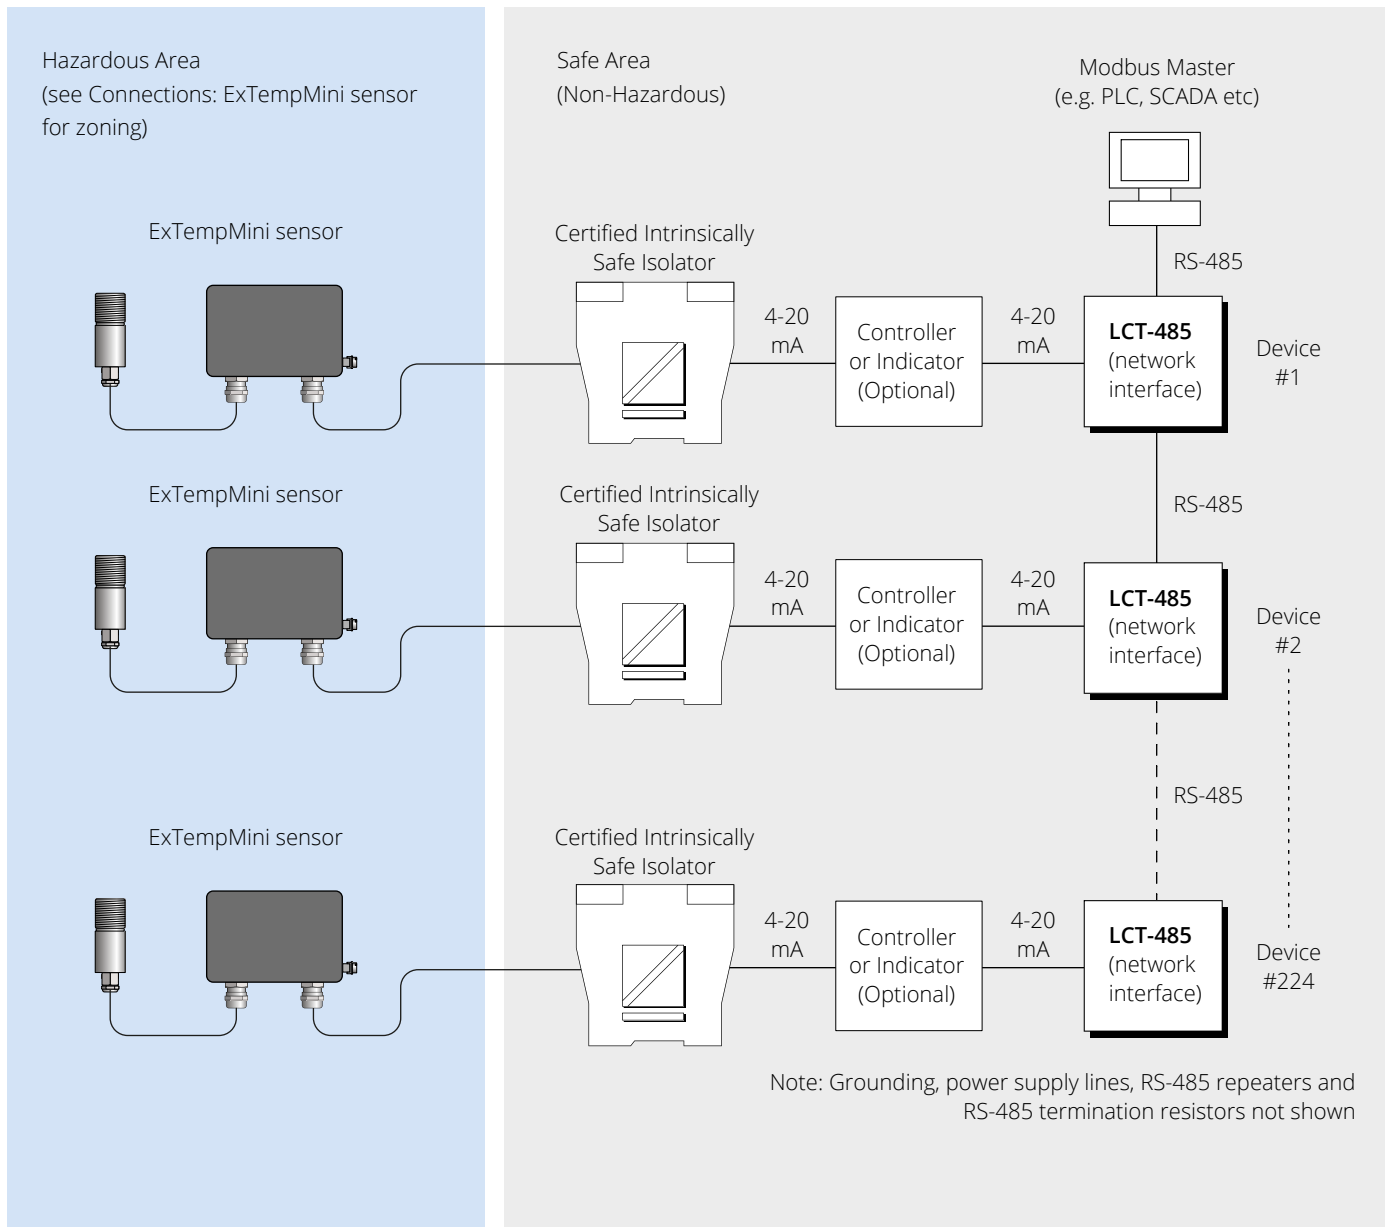 Hazardous Area
(see Connections: ExTempMini sensor
for zoning)
Safe Area
(Non-Hazardous)
Modbus Master
(e.g. PLC, SCADA etc)
RS-485
ExTempMini sensor
Certified Intrinsically
Safe Isolator
4-20
mA
Controller
or Indicator
(Optional)
4-20
mA
LCT-485
(network
interface)
Device
#1
RS-485
ExTempMini sensor
Certified Intrinsically
Safe Isolator
4-20
mA
Controller
or Indicator
(Optional)
4-20
mA
LCT-485
(network
interface)
Device
#2
RS-485
ExTempMini sensor
Certified Intrinsically
Safe Isolator
4-20
mA
Controller
or Indicator
(Optional)
4-20
mA
LCT-485
(network
interface)
Device
#224
Note: Grounding, power supply lines, RS-485 repeaters and
RS-485 termination resistors not shown